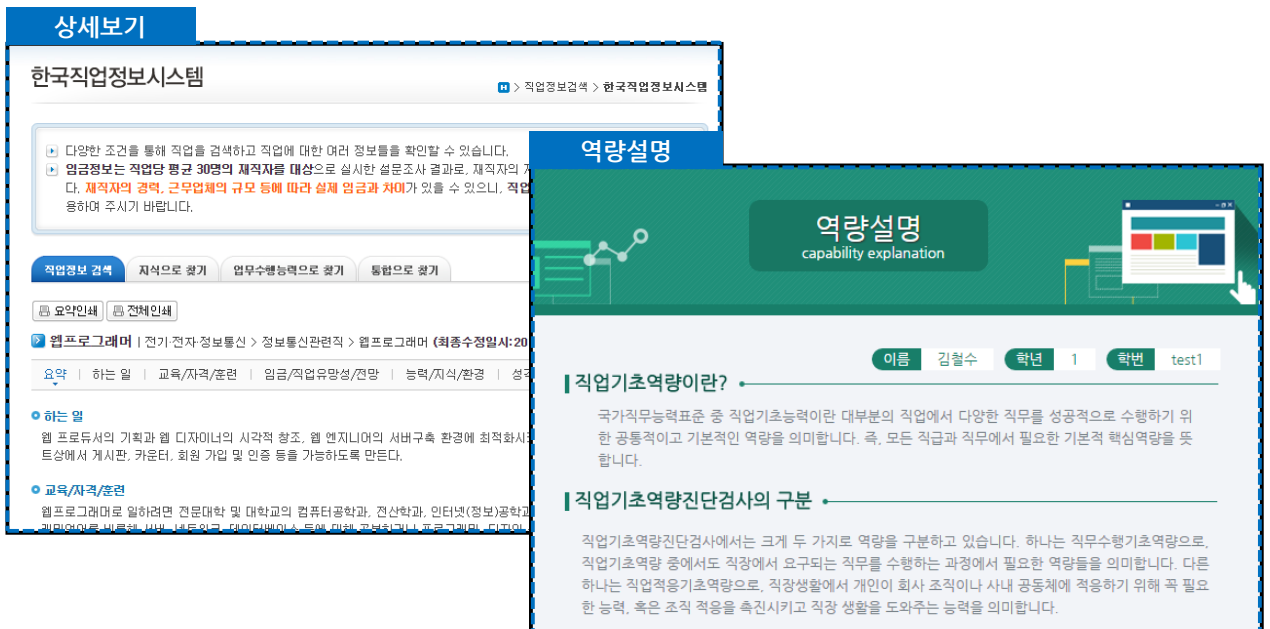 상세보기
한국직업정보시스템
H > 직업정보검색 > 한국직업정보시스템
다양한 조건을 통해 직업을 검색하고 직업에 대한 여러 정보들을 확인할 수 있습니다.
임금정보는 직업당 평균 30명의 재직자를 대상으로 실시한 설문조사 결과로, 재직자의
다. 재직자의 경력, 근무업체의 규모 등에 따라 실제 임금과 차이가 있을 수 있으니, 직업
용하여 주시기 바랍니다.
직업정보 검색 지식으로 찾기 업무수행능력으로 찾기 통합으로 찾기
요약인쇄 전체인쇄
웹프로그래머 | 전기·전자·정보통신 > 정보통신관련직 > 웹프로그래머 (최종수정일시:20
요약 | 하는 일 | 교육/자격/훈련 | 임금/직업유망성/전망 | 능력/지식/환경 |
하는 일
웹 프로듀서의 기획과 웹 디자이너의 시각적 창조, 웹 엔지니어의 서버구축 환경에 최적화시
트상에서 게시판, 카운터, 회원 가입 및 인증 등을 가능하도록 만든다.
교육/자격/훈련
웹프로그래머로 일하려면 전문대학 및 대학교의 컴퓨터공학과, 전산학과, 인터넷(정보)공학과
역량설명
역량설명
capability explanation
이름 김철수 학년 1 학번 test1
직업기초역량이란?
국가직무능력표준 중 직업기초능력이란 대부분의 직업에서 다양한 직무를 성공적으로 수행하기 위
한 공통적이고 기본적인 역량을 의미합니다. 즉, 모든 직급과 직무에서 필요한 기본적 핵심역량을 뜻
합니다.
직업기초역량진단검사의 구분
직업기초역량진단검사에서는 크게 두 가지로 역량을 구분하고 있습니다. 하나는 직무수행기초역량으로,
직업기초역량 중에서도 직장에서 요구되는 직무를 수행하는 과정에서 필요한 역량들을 의미합니다. 다른
하나는 직업적응기초역량으로, 직장생활에서 개인이 회사 조직이나 사내 공동체에 적응하기 위해 꼭 필요
한 능력, 혹은 조직 적응을 촉진시키고 직장 생활을 도와주는 능력을 의미합니다.